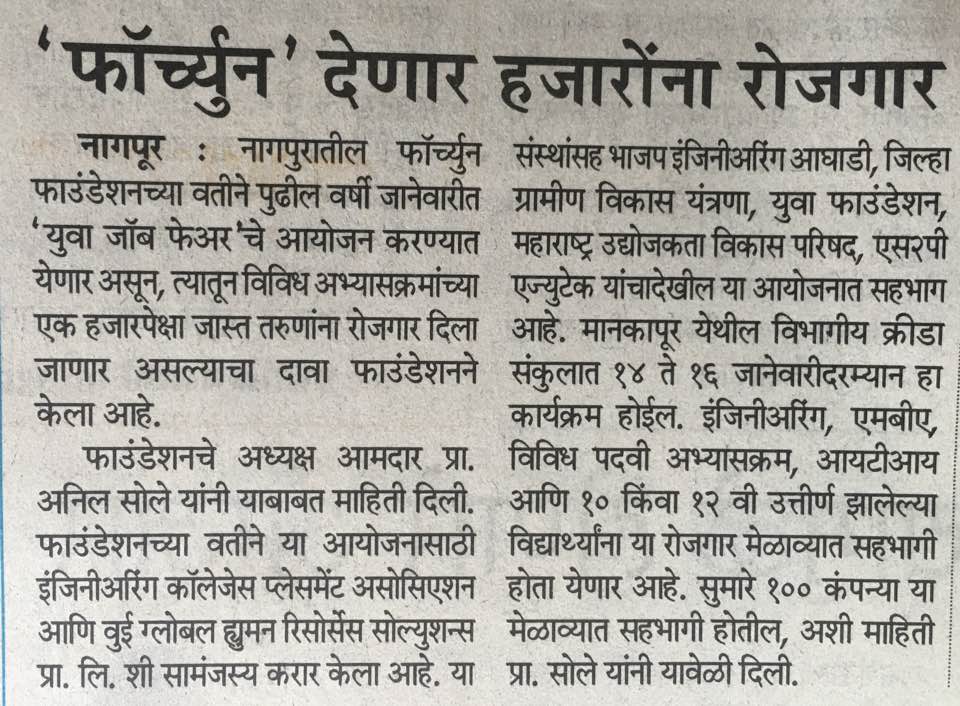 ‘फॉर्च्युन’ देणार हजारोंना रोजगार
नागपूर : नागपुरातील फॉर्च्युन
फाउंडेशनच्या वतीने पुढील वर्षी जानेवारीत
‘युवा जॉब फेअर’चे आयोजन करण्यात
येणार असून, त्यातून विविध अभ्यासक्रमांच्या
एक हजारपेक्षा जास्त तरुणांना रोजगार दिला
जाणार असल्याचा दावा फाउंडेशनने
केला आहे.
फाउंडेशनचे अध्यक्ष आमदार प्रा.
अनिल सोले यांनी याबाबत माहिती दिली.
फाउंडेशनच्या वतीने या आयोजनासाठी
इंजिनीअरिंग कॉलेजेस प्लेसमेंट असोसिएशन
आणि वुई ग्लोबल ह्युमन रिसोर्सेस सोल्युशन्स
प्रा. लि. शी सामंजस्य करार केला आहे. या
संस्थांसह भाजप इंजिनीअरिंग आघाडी, जिल्हा
ग्रामीण विकास यंत्रणा, युवा फाउंडेशन,
महाराष्ट्र उद्योजकता विकास परिषद, एस२पी
एज्युटेक यांचादेखील या आयोजनात सहभाग
आहे. मानकापूर येथील विभागीय क्रीडा
संकुलात १४ ते १६ जानेवारीदरम्यान हा
कार्यक्रम होईल. इंजिनीअरिंग, एमबीए,
विविध पदवी अभ्यासक्रम, आयटीआय
आणि १० किंवा १२ वी उत्तीर्ण झालेल्या
विद्यार्थ्यांना या रोजगार मेळाव्यात सहभागी
होता येणार आहे. सुमारे १०० कंपन्या या
मेळाव्यात सहभागी होतील, अशी माहिती
प्रा. सोले यांनी यावेळी दिली.